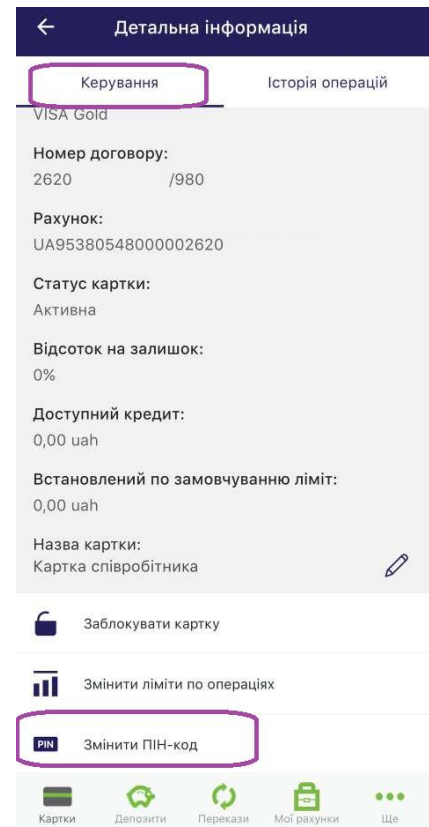 Детальна інформація
Керування
Історія операцій
VISA Gold
Номер договору:
2620 /980
Рахунок:
UA95380548000002620
Статус картки:
Активна
Відсоток на залишок:
0%
Доступний кредит:
0,00 uah
Встановлений по замовчуванню ліміт:
0,00 uah
Назва картки:
Картка співробітника
Заблокувати картку
Змінити ліміти по операціях
PIN Змінити ПІН-код
Картки Депозити Перекази Мої рахунки Ще